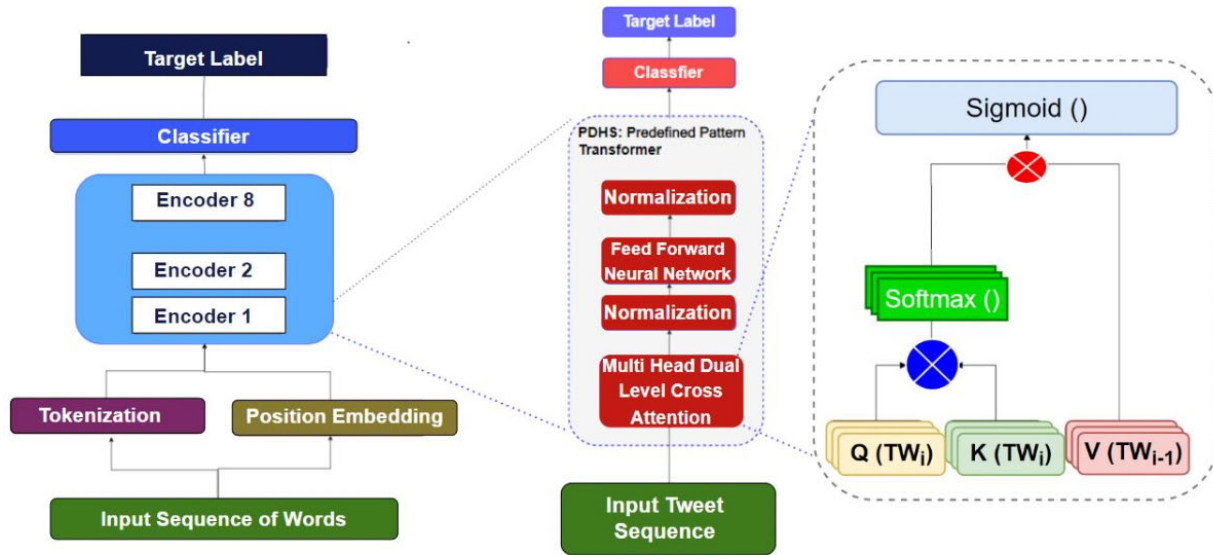 Target Label
Classifier
Encoder 8
Encoder 2
Encoder 1
Tokenization
Position Embedding
Input Sequence of Words
Target Label
Classfier
PDHS: Predefined Pattern
Transformer
Normalization
Feed Forward
Neural Network
Normalization
Multi Head Dual
Level Cross
Attention
Input Tweet
Sequence
Sigmoid ()
Softmax ()
Q (TWi)
K (TWi)
V (TWi-1)